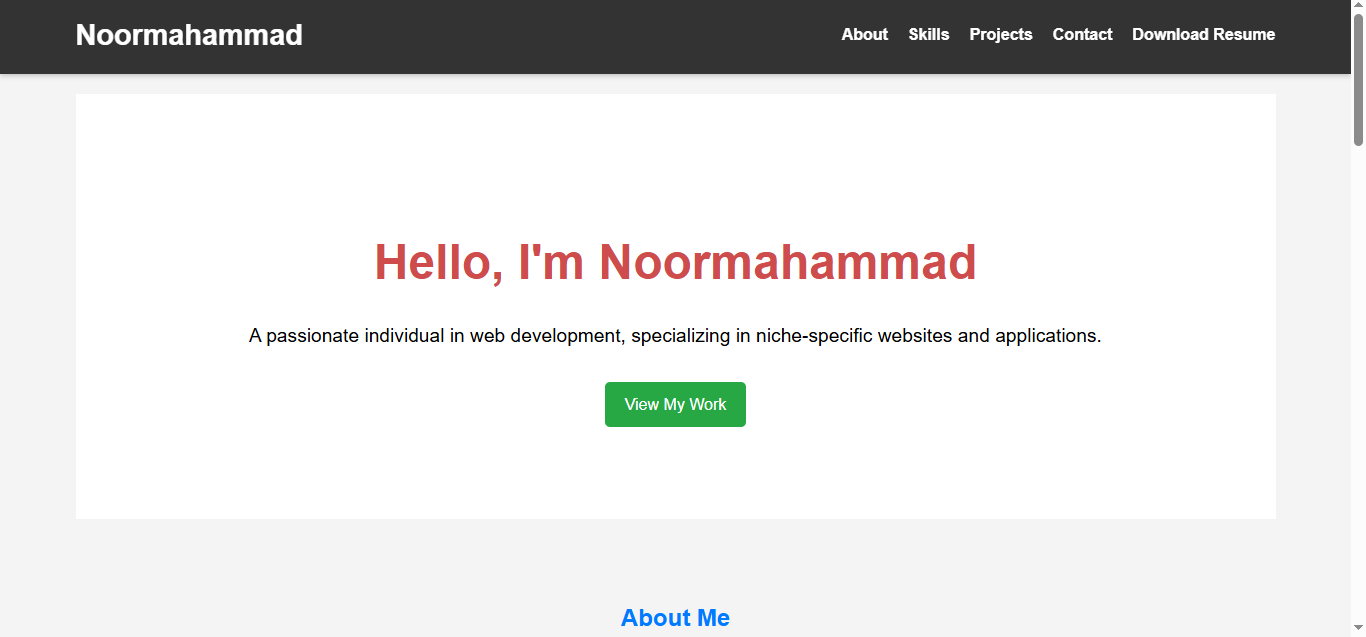 Noormahammad
About Skills Projects Contact Download Resume
Hello, I'm Noormahammad
A passionate individual in web development, specializing in niche-specific websites and applications.
View My Work
About Me